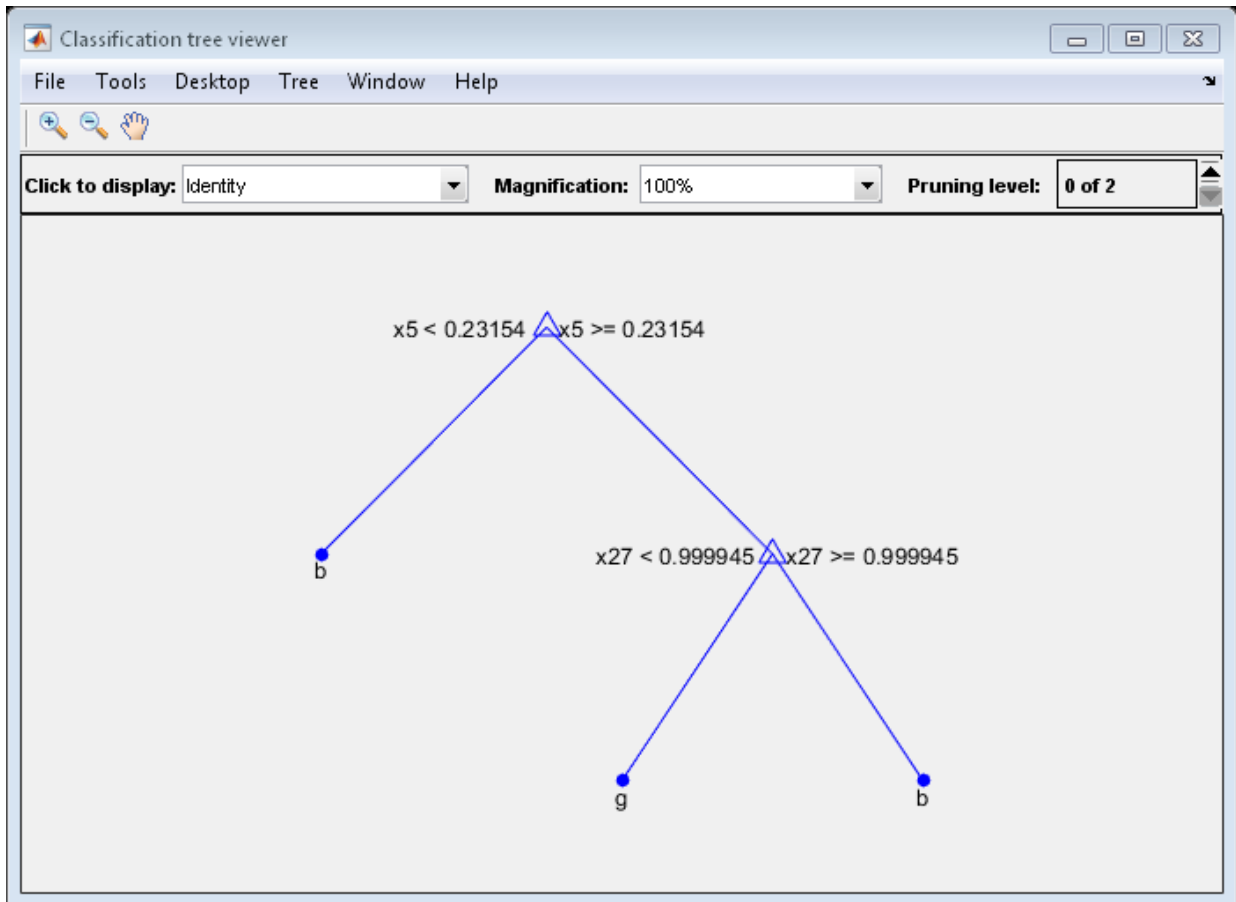 Classification tree viewer
File Tools Desktop Tree Window Help
Click to display: Identity Magnification: 100% Pruning level: 0 of 2
x5 < 0.23154 x5 >= 0.23154
b
x27 < 0.999945 x27 >= 0.999945
g b